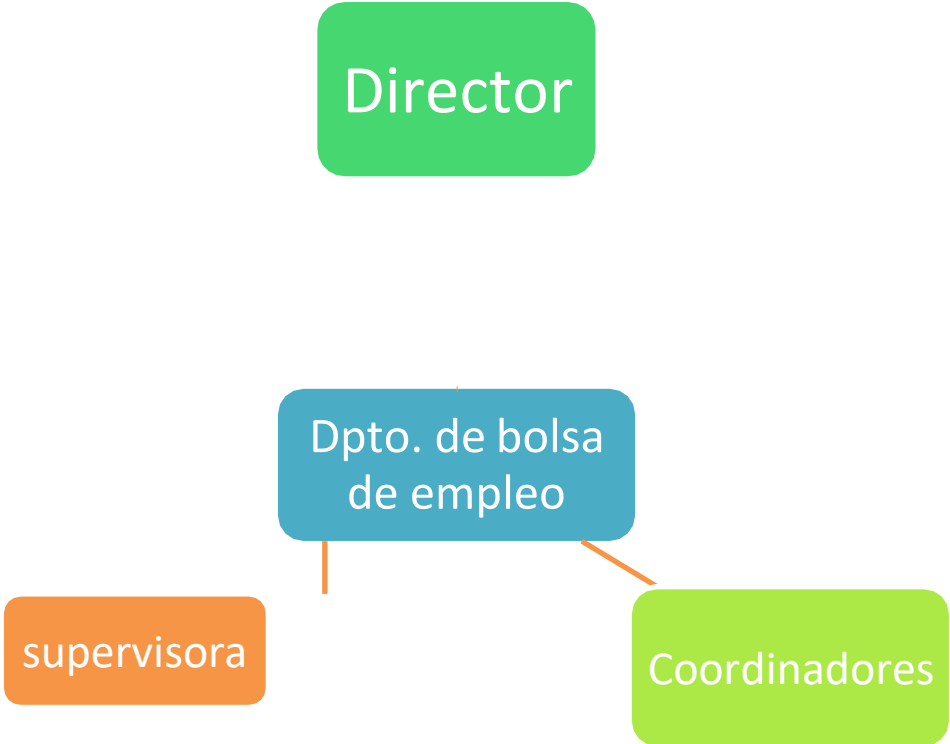 Director
Dpto. de bolsa
de empleo
supervisora
Coordinadores